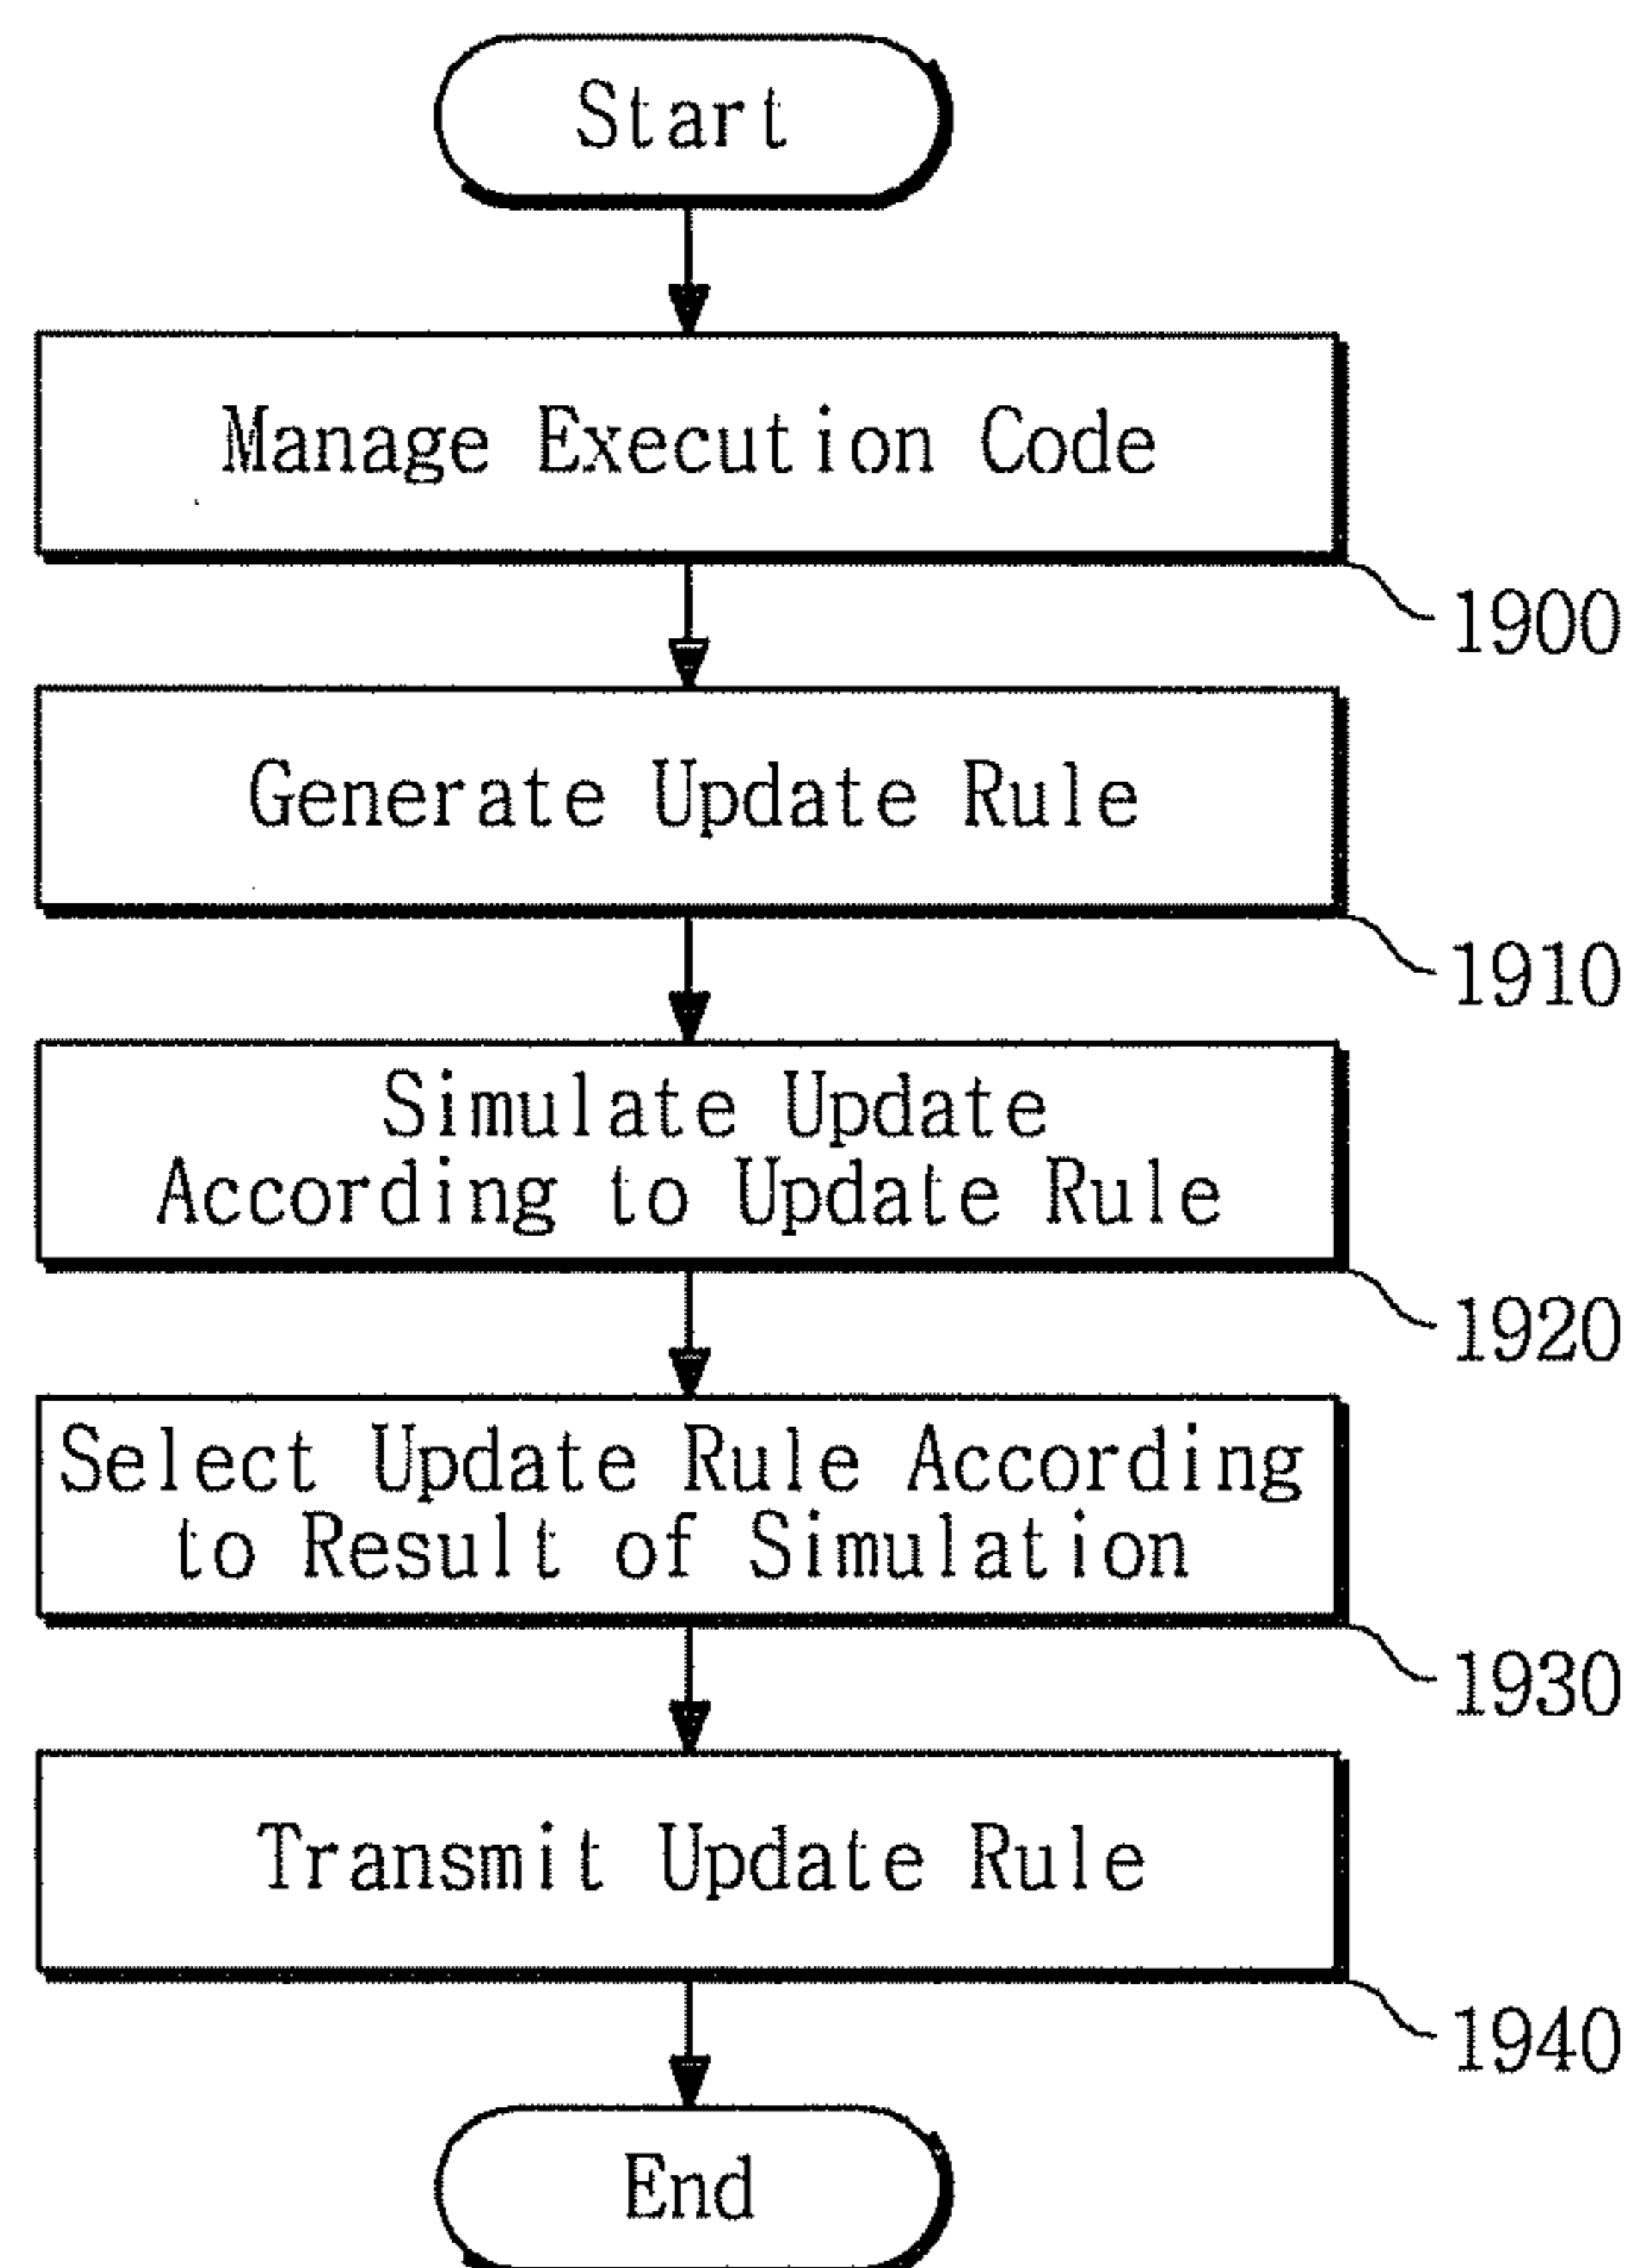 Start
Manage Execution Code
1900
Generate Update Rule
1910
Simulate Update
According to Update Rule
1920
Select Update Rule According
to Result of Simulation
1930
Transmit Update Rule
1940
End